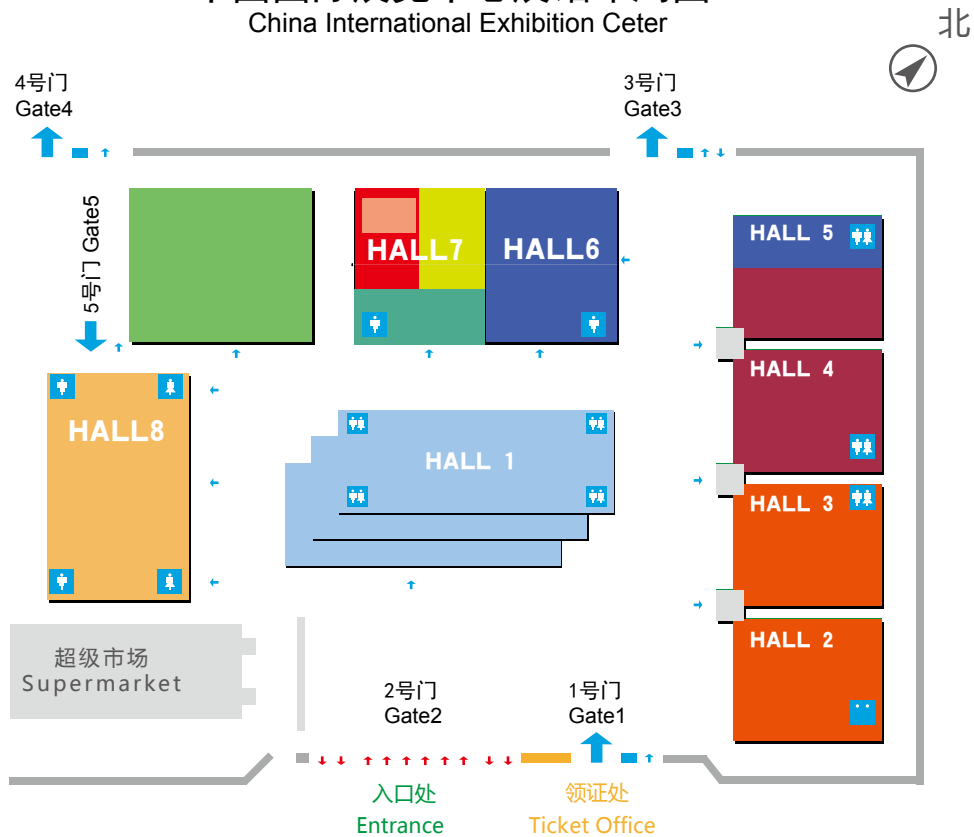 China International Exhibition Ceter
北
4号门
Gate4
3号门
Gate3
5号门 Gate5
HALL7
HALL6
HALL 5
HALL 4
HALL8
HALL 1
HALL 3
HALL 2
超级市场
Supermarket
2号门
Gate2
1号门
Gate1
入口处
Entrance
领证处
Ticket Office